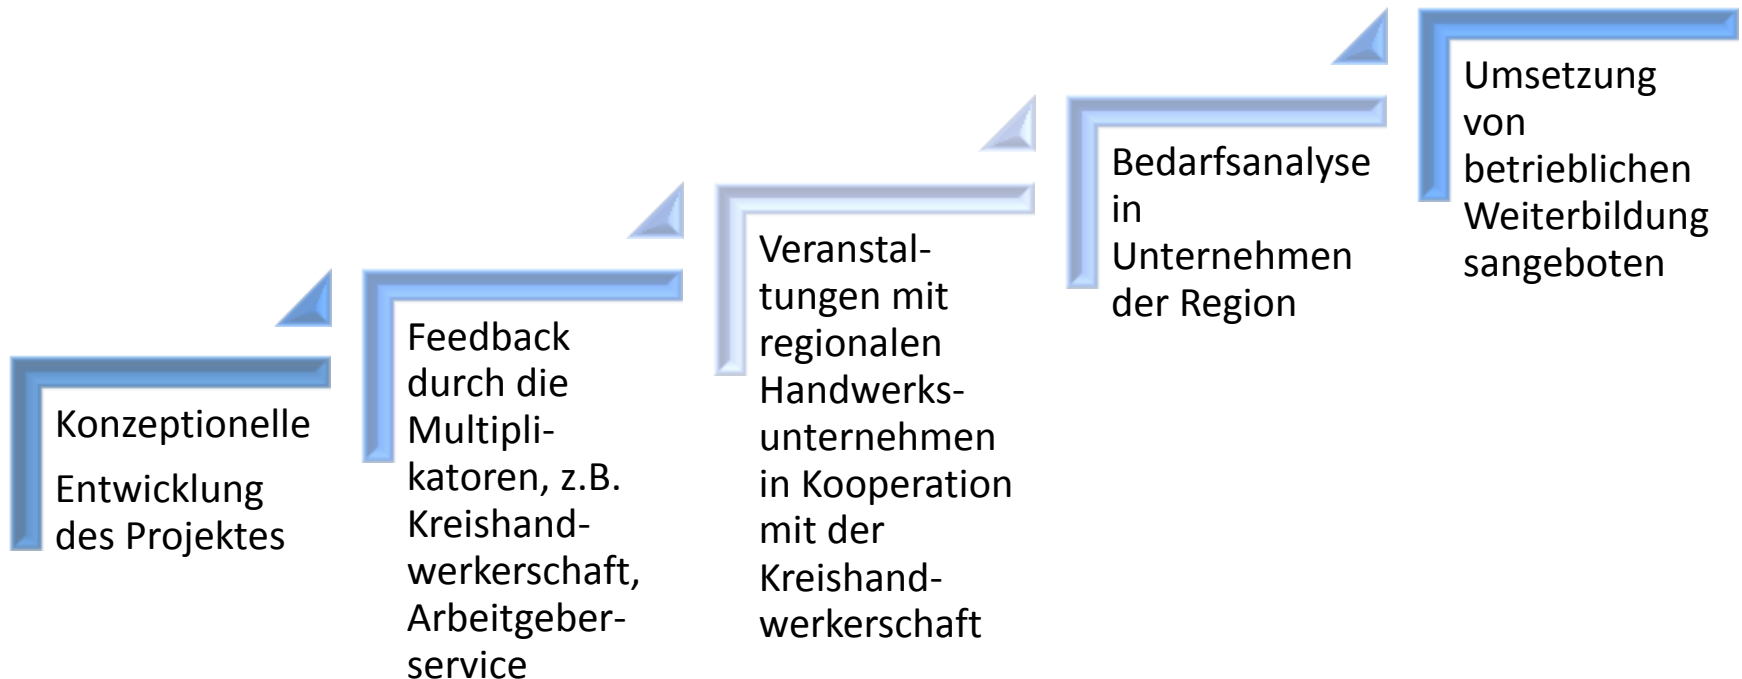 Konzeptionelle
Entwicklung
des Projektes
Feedback
durch die
Multipli-
katoren, z.B.
Kreishand-
werkerschaft,
Arbeitgeber-
service
Veranstal-
tungen mit
regionalen
Handwerks-
unternehmen
in Kooperation
mit der
Kreishand-
werkerschaft
Bedarfsanalyse
in
Unternehmen
der Region
Umsetzung
von
betrieblichen
Weiterbildung
sangeboten